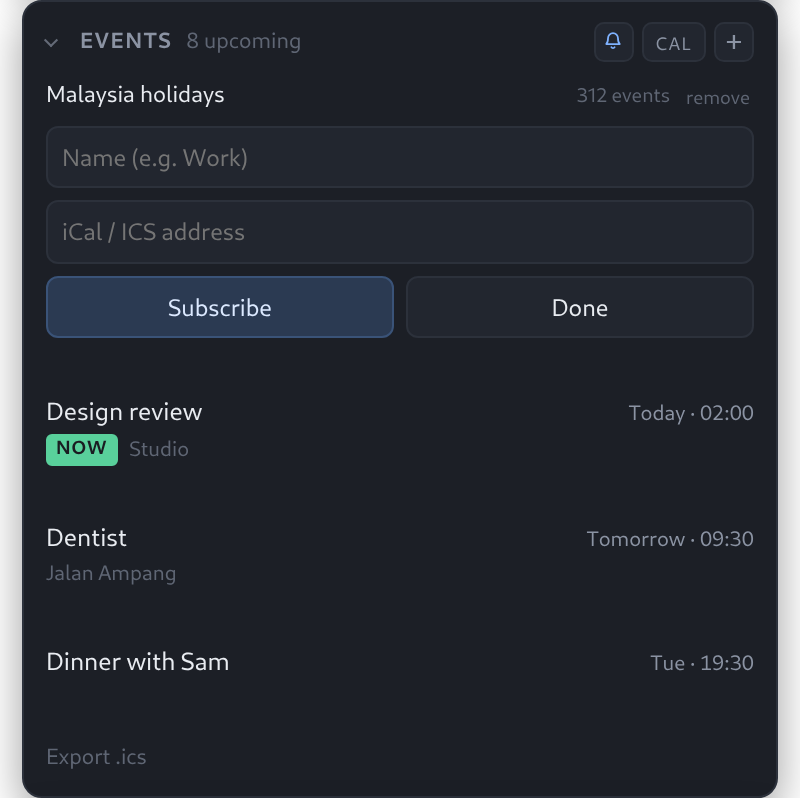 EVENTS 8 upcoming CAL +
Malaysia holidays 312 events remove
Name (e.g. Work)
iCal / ICS address
Subscribe Done
Design review Today · 02:00
NOW Studio
Dentist Tomorrow · 09:30
Jalan Ampang
Dinner with Sam Tue · 19:30
Export .ics